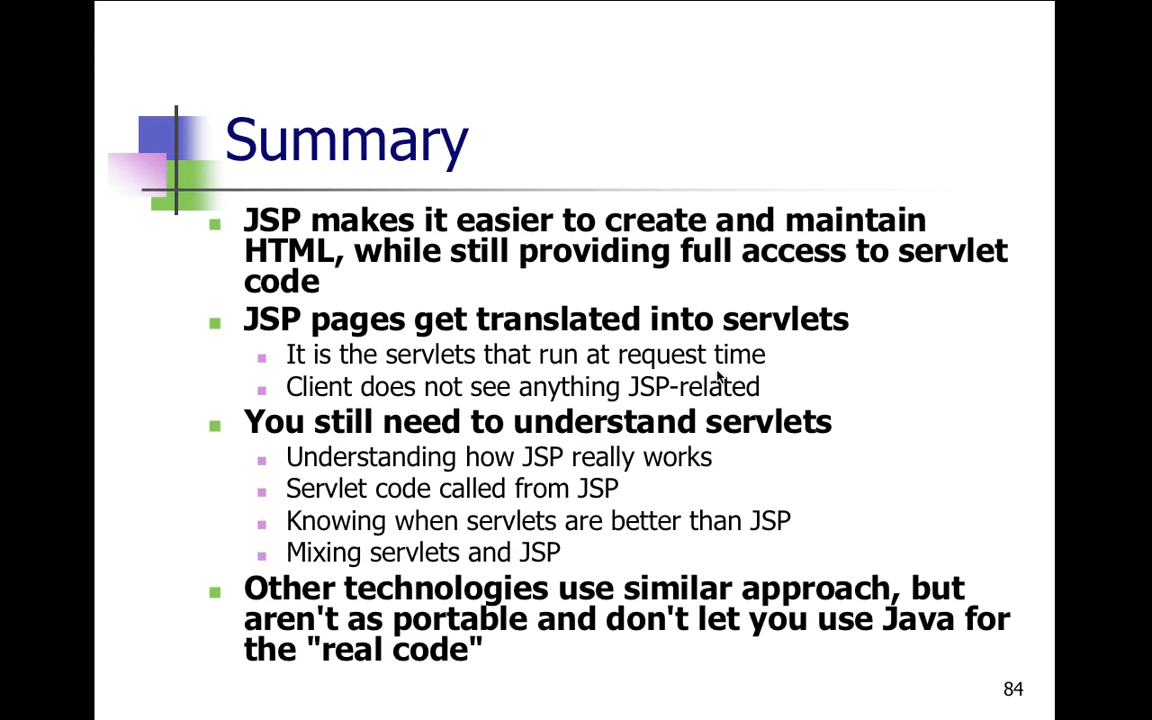 Summary
JSP makes it easier to create and maintain
HTML, while still providing full access to servlet
code
JSP pages get translated into servlets
It is the servlets that run at request time
Client does not see anything JSP-related
You still need to understand servlets
Understanding how JSP really works
Servlet code called from JSP
Knowing when servlets are better than JSP
Mixing servlets and JSP
Other technologies use similar approach, but
aren't as portable and don't let you use Java for
the "real code"
84